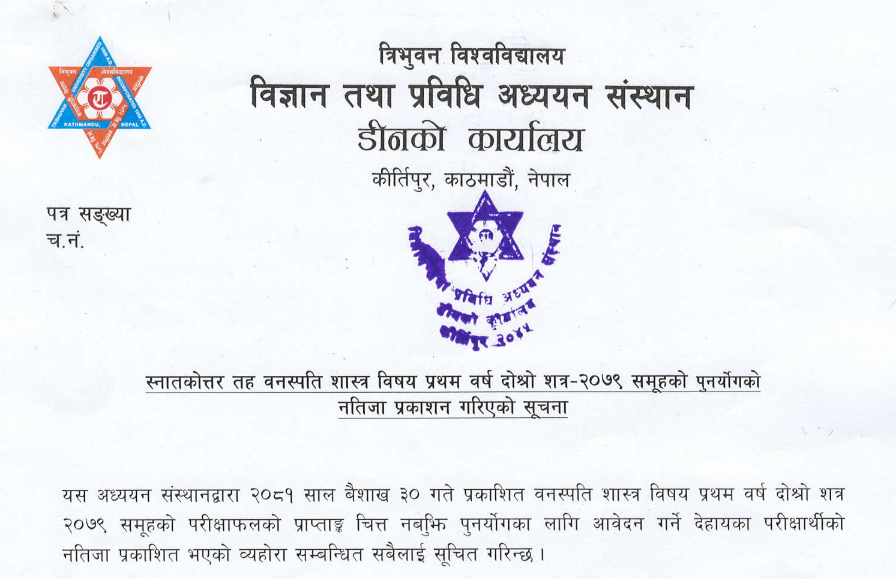 त्रिभुवन विश्वविद्यालय
विज्ञान तथा प्रविधि अध्ययन संस्थान
डीनको कार्यालय
कीर्तिपुर, काठमाडौं, नेपाल
पत्र सङ्ख्या
च.नं.
प्रविधि अध्ययन संस्थान
डीनको कार्यालय
कीर्तिपुर २०४५
स्नातकोत्तर तह वनस्पति शास्त्र विषय प्रथम वर्ष दोश्रो शत्र-२०७९ समूहको पुनर्योगको
नतिजा प्रकाशन गरिएको सूचना
यस अध्ययन संस्थानद्वारा २०८१ साल बैशाख ३० गते प्रकाशित वनस्पति शास्त्र विषय प्रथम वर्ष दोश्रो शत्र
२०७९ समूहको परीक्षाफलको प्राप्ताङ्क चित्त नबुझि पुनर्योगका लागि आवेदन गर्ने देहायका परीक्षार्थीको
नतिजा प्रकाशित भएको व्यहोरा सम्बन्धित सबैलाई सूचित गरिन्छ ।